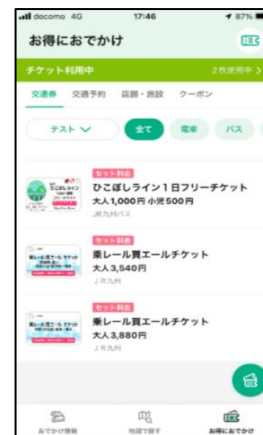 docomo 4G 17:46 87%
お得におでかけ
チケット利用中 2枚使用中 >
交通券 交通予約 店舗・施設 クーポン
テスト 全て 電車 バス
セット料金
ひこぼしライン1日フリーチケット
大人1,000円 小児500円
JR九州バス
セット料金
乗レール買エールチケット
大人3,540円
JR九州
セット料金
乗レール買エールチケット
大人3,880円
JR九州
おでかけ情報 地図で探す お得におでかけ